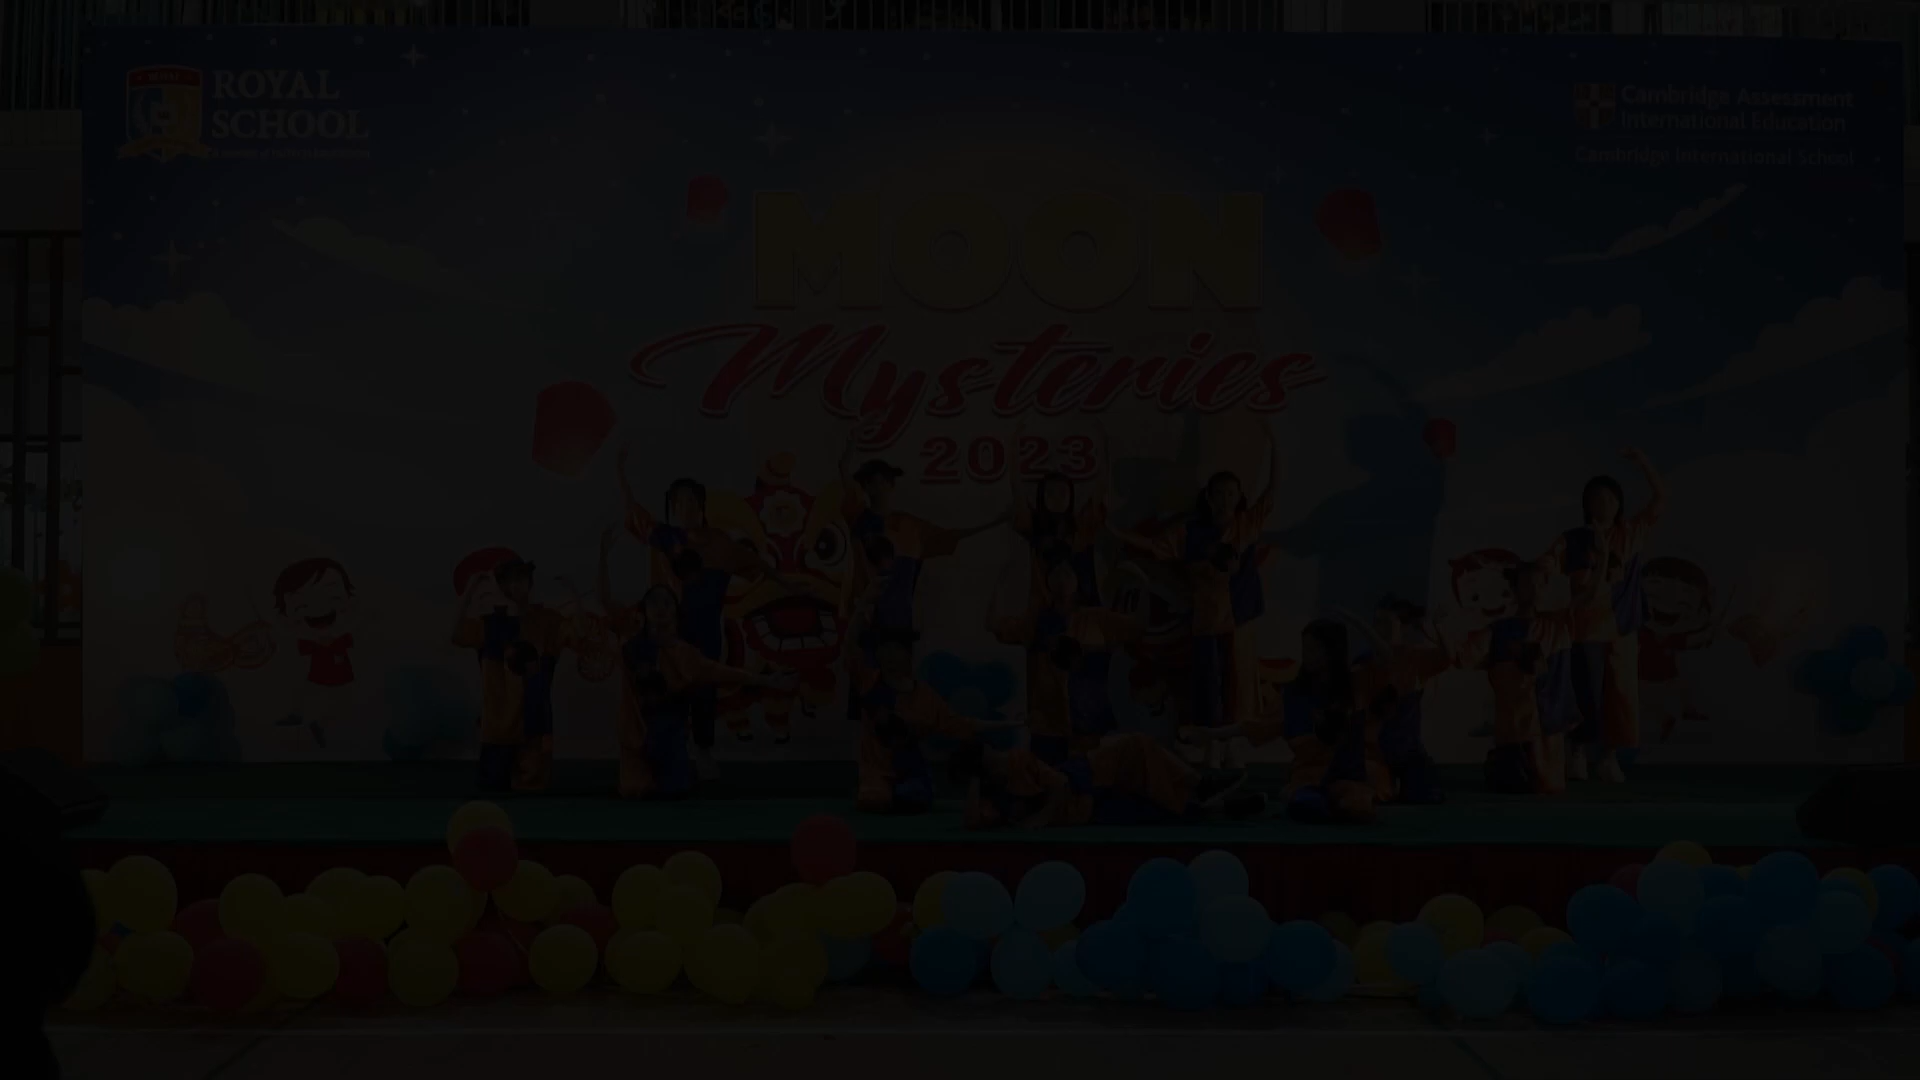 ROYAL
SCHOOL
Cambridge Assessment
International Education
Cambridge International School
MOON
Mysteries
2023